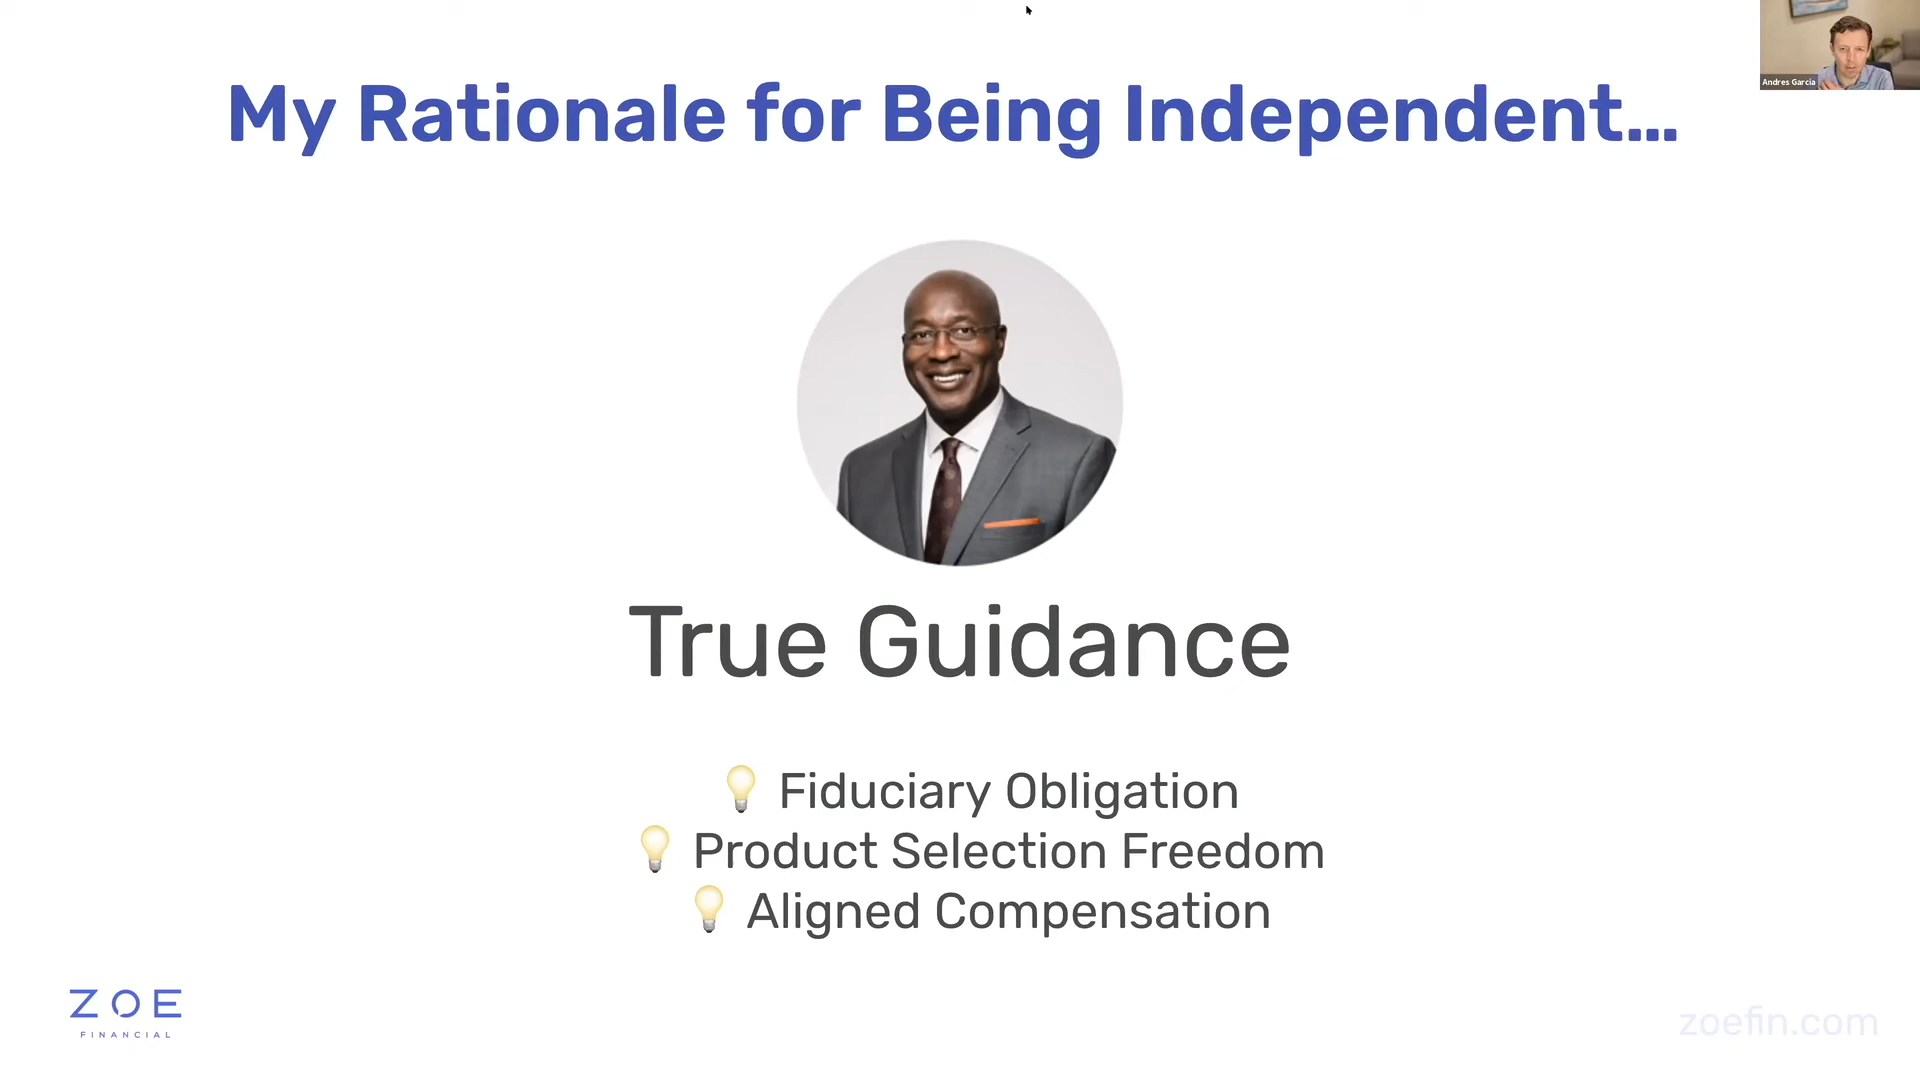 My Rationale for Being Independent...
Andres Garcia
True Guidance
Fiduciary Obligation
Product Selection Freedom
Aligned Compensation
ZOE
FINANCIAL
zoefin.com